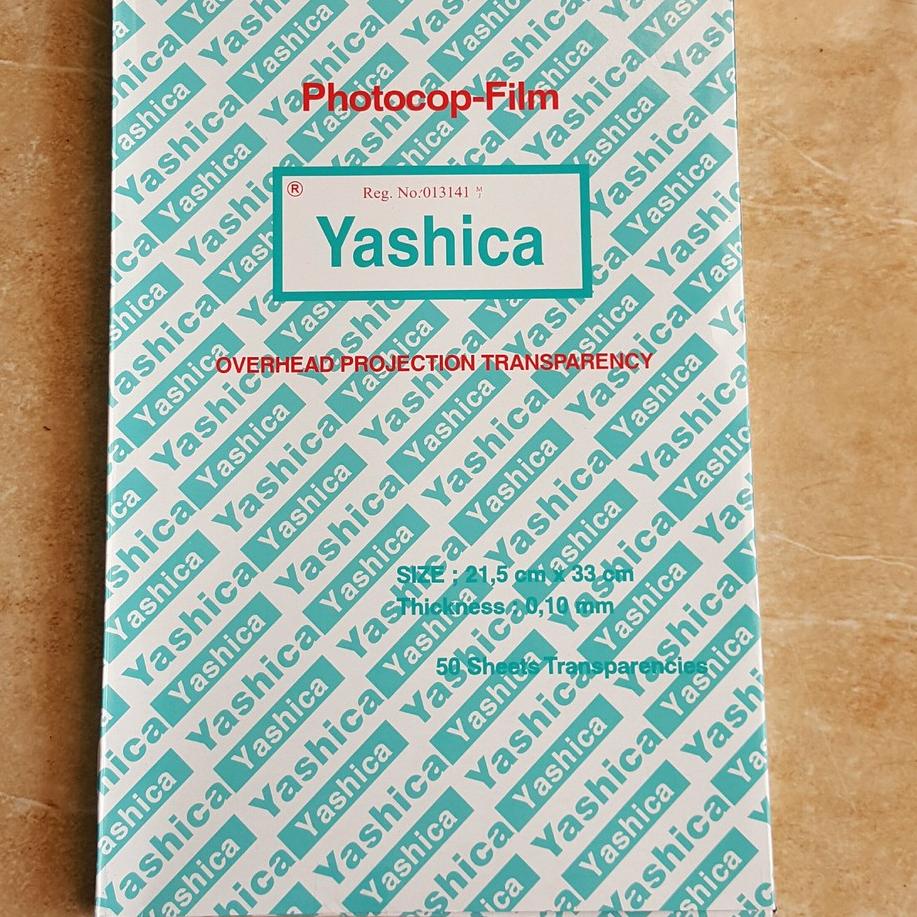 Photocop-Film
® Reg. No:013141 M J
Yashica
OVERHEAD PROJECTION TRANSPARENCY
SIZE : 21,5 cm x 33 cm
Thickness : 0,10 mm
50 Sheets Transparencies